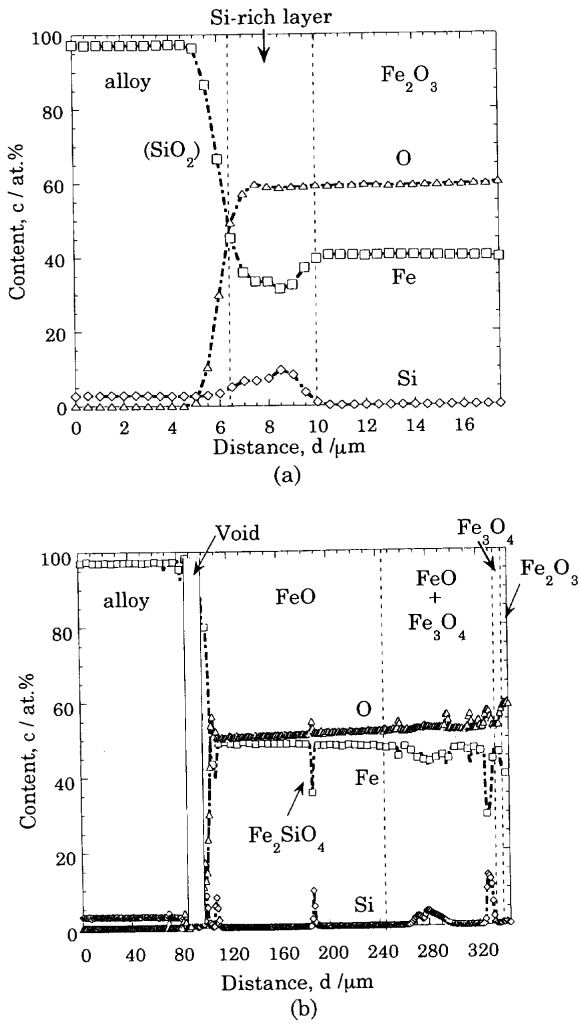 Si-rich layer
100
80
60
40
20
0
Content, c / at.%
alloy
Fe2O3
(SiO2)
O
Fe
Si
0 2 4 6 8 10 12 14 16
Distance, d /μm
(a)
Void
Fe3O4
Fe2O3
100
80
60
40
20
0
Content, c / at.%
alloy
FeO
FeO
+
Fe3O4
O
Fe
Fe2SiO4
Si
0 40 80 120 160 200 240 280 320
Distance, d /μm
(b)